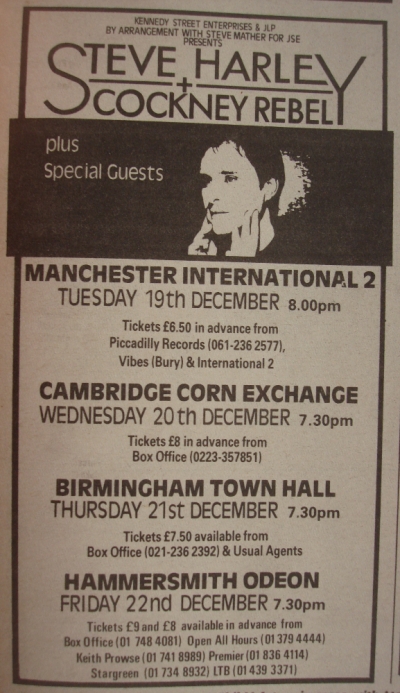 KENNEDY STREET ENTERPRISES & JLP
BY ARRANGEMENT WITH STEVE MATHER FOR JSE
PRESENTS
STEVE HARLEY
+
COCKNEY REBEL
plus
Special Guests
MANCHESTER INTERNATIONAL 2
TUESDAY 19th DECEMBER 8.00pm
Tickets £6.50 in advance from
Piccadilly Records (061-236 2577),
Vibes (Bury) & International 2
CAMBRIDGE CORN EXCHANGE
WEDNESDAY 20th DECEMBER 7.30pm
Tickets £8 in advance from
Box Office (0223-357851)
BIRMINGHAM TOWN HALL
THURSDAY 21st DECEMBER 7.30pm
Tickets £7.50 available from
Box Office (021-236 2392) & Usual Agents
HAMMERSMITH ODEON
FRIDAY 22nd DECEMBER 7.30pm
Tickets £9 and £8 available in advance from
Box Office (01 748 4081) Open All Hours (01 379 4444)
Keith Prowse (01 741 8989) Premier (01 836 4114)
Stargreen (01 734 8932) LTB (01 439 3371)